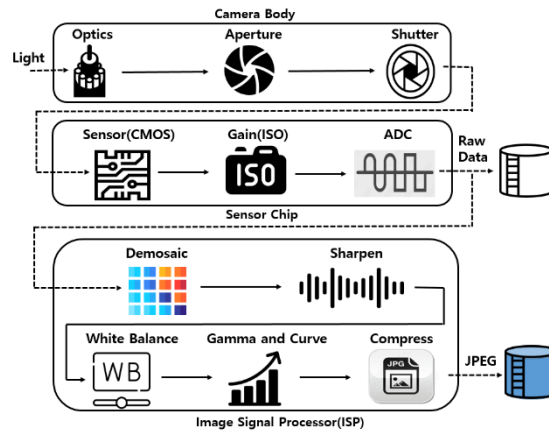 Camera Body
Optics
Aperture
Shutter
Light
Sensor(CMOS)
Gain(ISO)
ADC
Raw
Data
ISO
Sensor Chip
Demosaic
Sharpen
White Balance
Gamma and Curve
Compress
WB
JPG
JPEG
Image Signal Processor(ISP)